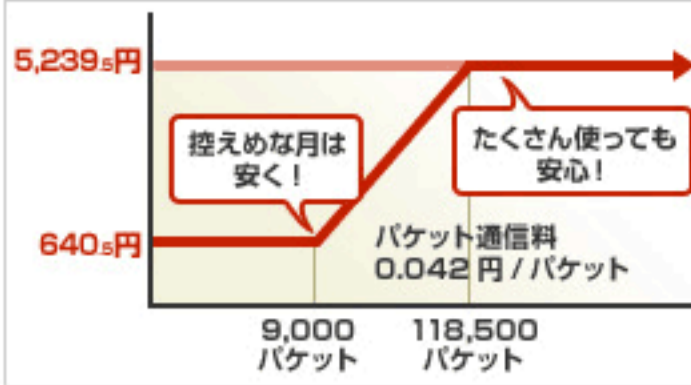 5,239.5円
控えめな月は
安く！
たくさん使っても
安心！
640.5円
パケット通信料
0.042 円 / パケット
9,000
パケット
118,500
パケット